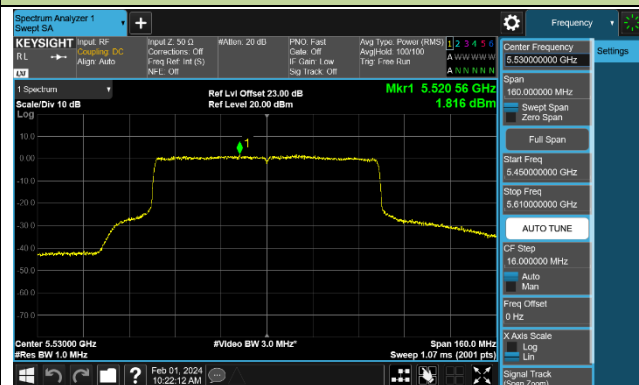 Spectrum Analyzer 1
Swept SA
Frequency
KEYSIGHT
RL
LXI
Input: RF
Coupling: DC
Align: Auto
Input Z: 50 Ω
Corrections: Off
Freq Ref: Int (S)
NFE: Off
#Atten: 20 dB
PNO: Fast
Gate: Off
IF Gain: Low
Sig Track: Off
Avg Type: Power (RMS)
Avg|Hold: 100/100
Trig: Free Run
1 2 3 4 5 6
A W W W W W
A N N N N N
1 Spectrum
Scale/Div 10 dB
Log
Ref Lvl Offset 23.00 dB
Ref Level 20.00 dBm
Mkr1 5.520 56 GHz
1.816 dBm
1
10.0
0.00
-10.0
-20.0
-30.0
-40.0
-50.0
-60.0
-70.0
Center 5.53000 GHz
#Res BW 1.0 MHz
#Video BW 3.0 MHz*
Span 160.0 MHz
Sweep 1.07 ms (2001 pts)
Feb 01, 2024
10:22:12 AM
Center Frequency
5.530000000 GHz
Settings
Span
160.000000 MHz
Swept Span
Zero Span
Full Span
Start Freq
5.450000000 GHz
Stop Freq
5.610000000 GHz
AUTO TUNE
CF Step
16.000000 MHz
Auto
Man
Freq Offset
0 Hz
X Axis Scale
Log
Lin
Signal Track
(Span Zoom)